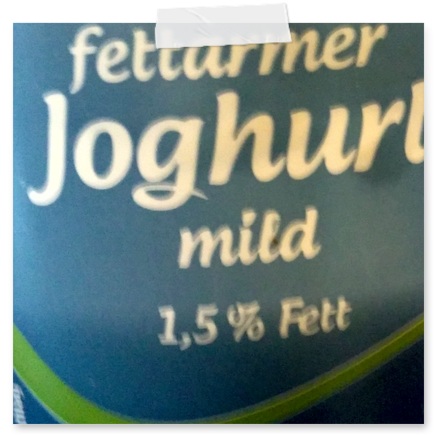 fettarmer
Joghurt
mild
1,5 % Fett